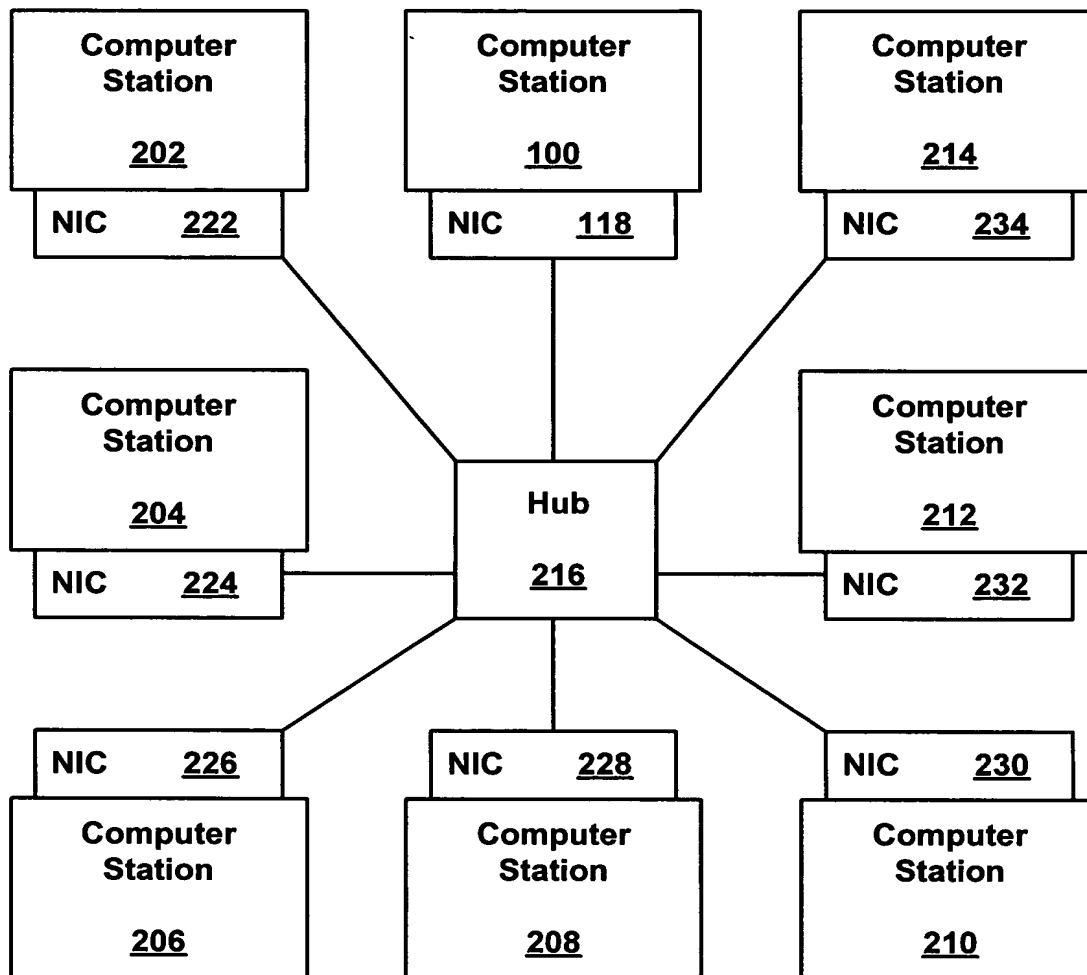 Computer
Station
202
NIC 222
Computer
Station
100
NIC 118
Computer
Station
214
NIC 234
Computer
Station
204
NIC 224
Hub
216
Computer
Station
212
NIC 232
NIC 226
Computer
Station
206
NIC 228
Computer
Station
208
NIC 230
Computer
Station
210